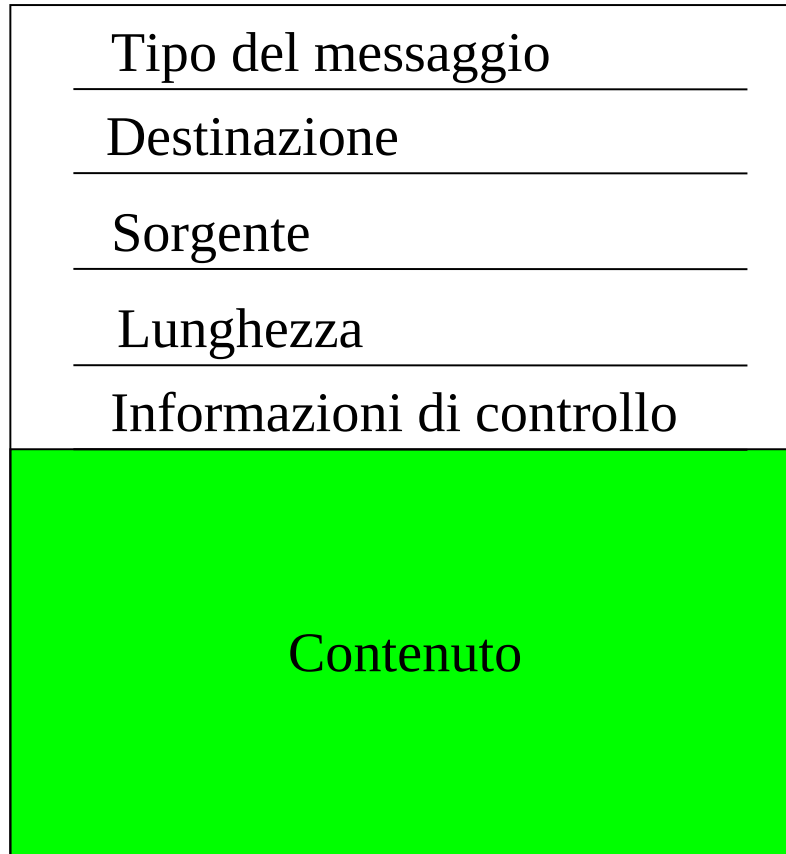 Tipo del messaggio
Destinazione
Sorgente
Lunghezza
Informazioni di controllo
Contenuto